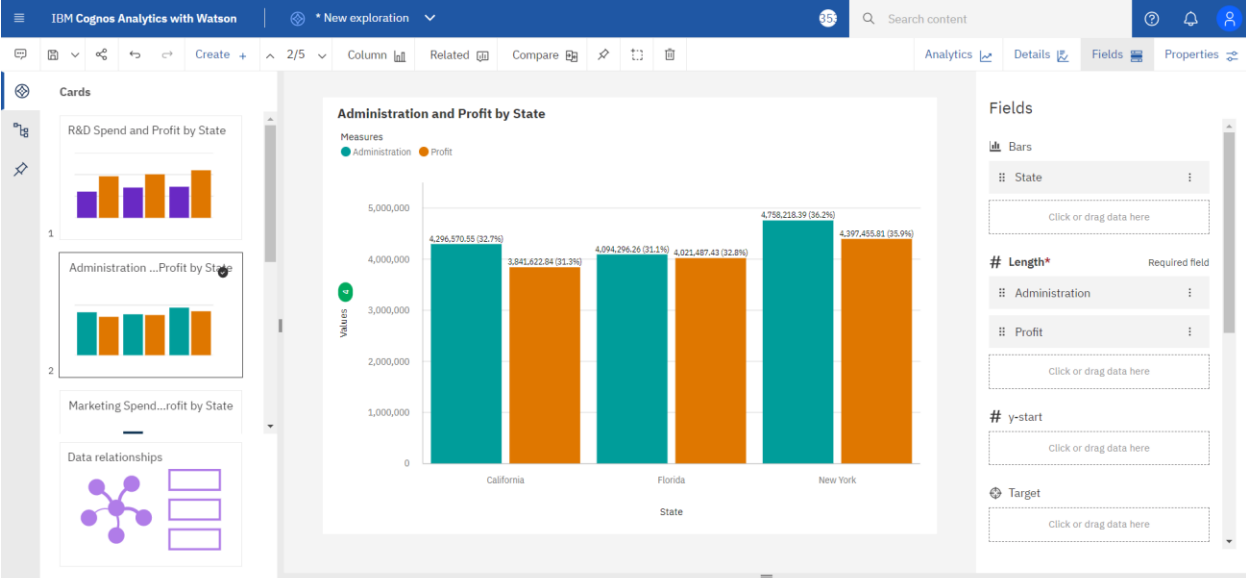 IBM Cognos Analytics with Watson
* New exploration
353
Search content
Create +
2/5
Column
Related
Compare
Analytics
Details
Fields
Properties
Cards
R&D Spend and Profit by State
1
Administration ...Profit by State
2
Marketing Spend...rofit by State
Data relationships
Administration and Profit by State
Measures
Administration
Profit
Values
5,000,000
4,000,000
3,000,000
2,000,000
1,000,000
0
4,296,570.55 (32.7%)
3,841,622.84 (31.3%)
4,094,296.26 (31.1%)
4,021,487.43 (32.8%)
4,758,218.39 (36.2%)
4,397,455.81 (35.9%)
California
Florida
New York
State
Fields
Bars
State
Click or drag data here
# Length* Required field
Administration
Profit
Click or drag data here
# y-start
Click or drag data here
Target
Click or drag data here